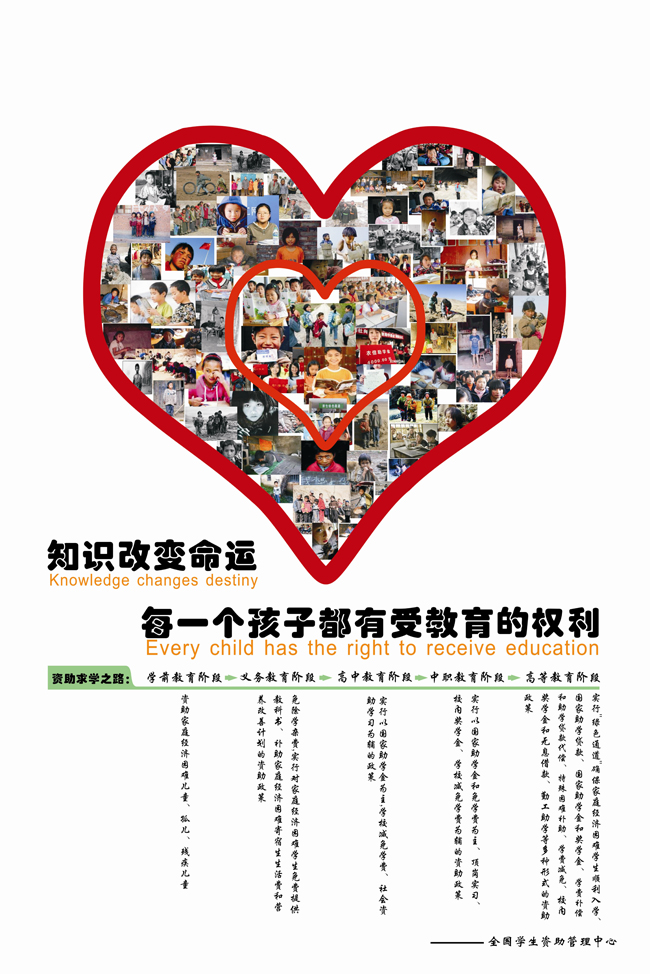 知识改变命运
Knowledge changes destiny
每一个孩子都有受教育的权利
Every child has the right to receive education
资助求学之路: 学前教育阶段 义务教育阶段 高中教育阶段 中职教育阶段 高等教育阶段
资助家庭经济困难儿童、孤儿、残疾儿童
免除学杂费实行对家庭经济困难学生免费提供
教科书、补助家庭经济困难寄宿生生活费和营
养改善计划的资助政策
实行以国家助学金为主,学校减免学费、社会资
助学习为辅的政策
实行以国家助学金和免学费为主、顶岗实习、
校内奖学金、学校减免学费为辅的资助政策
实行“绿色通道”确保家庭经济困难学生顺利入学、
国家助学贷款、国家助学金和奖学金、学费补偿
和助学贷款代偿、特殊困难补助、学费减免、校内
奖学金和无息借款、勤工助学等多种形式的资助
政策
——全国学生资助管理中心